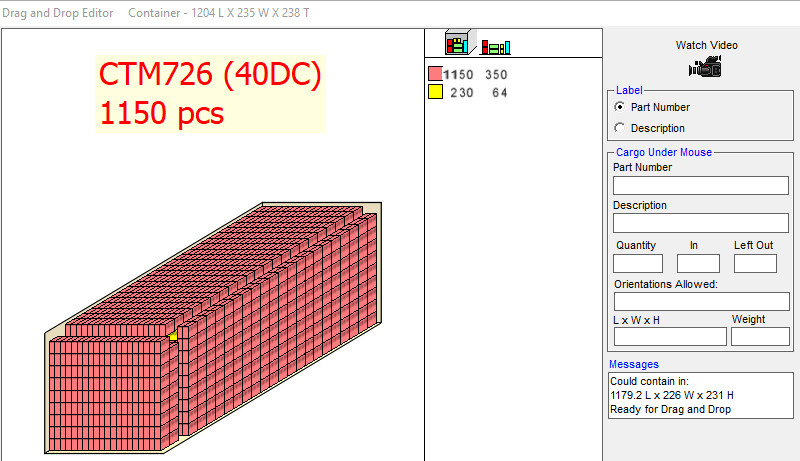 Drag and Drop Editor Container - 1204 L X 235 W X 238 T
CTM726 (40DC)
1150 pcs
1150 350
230 64
Watch Video
Label
Part Number
Description
Cargo Under Mouse
Part Number
Description
Quantity In Left Out
Orientations Allowed:
L x W x H Weight
Messages
Could contain in:
1179.2 L x 226 W x 231 H
Ready for Drag and Drop